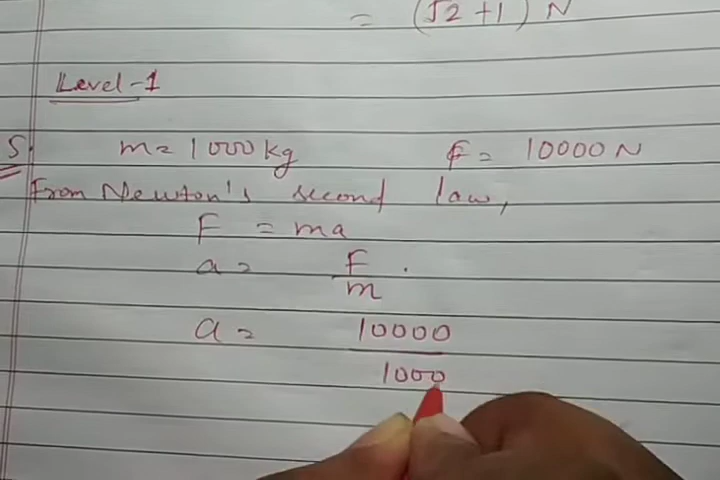 = (√2 +1) N
Level-1
5. m = 1000 kg F = 10000 N
From Newton's second law,
F = ma
a = F/m.
a = 10000/1000